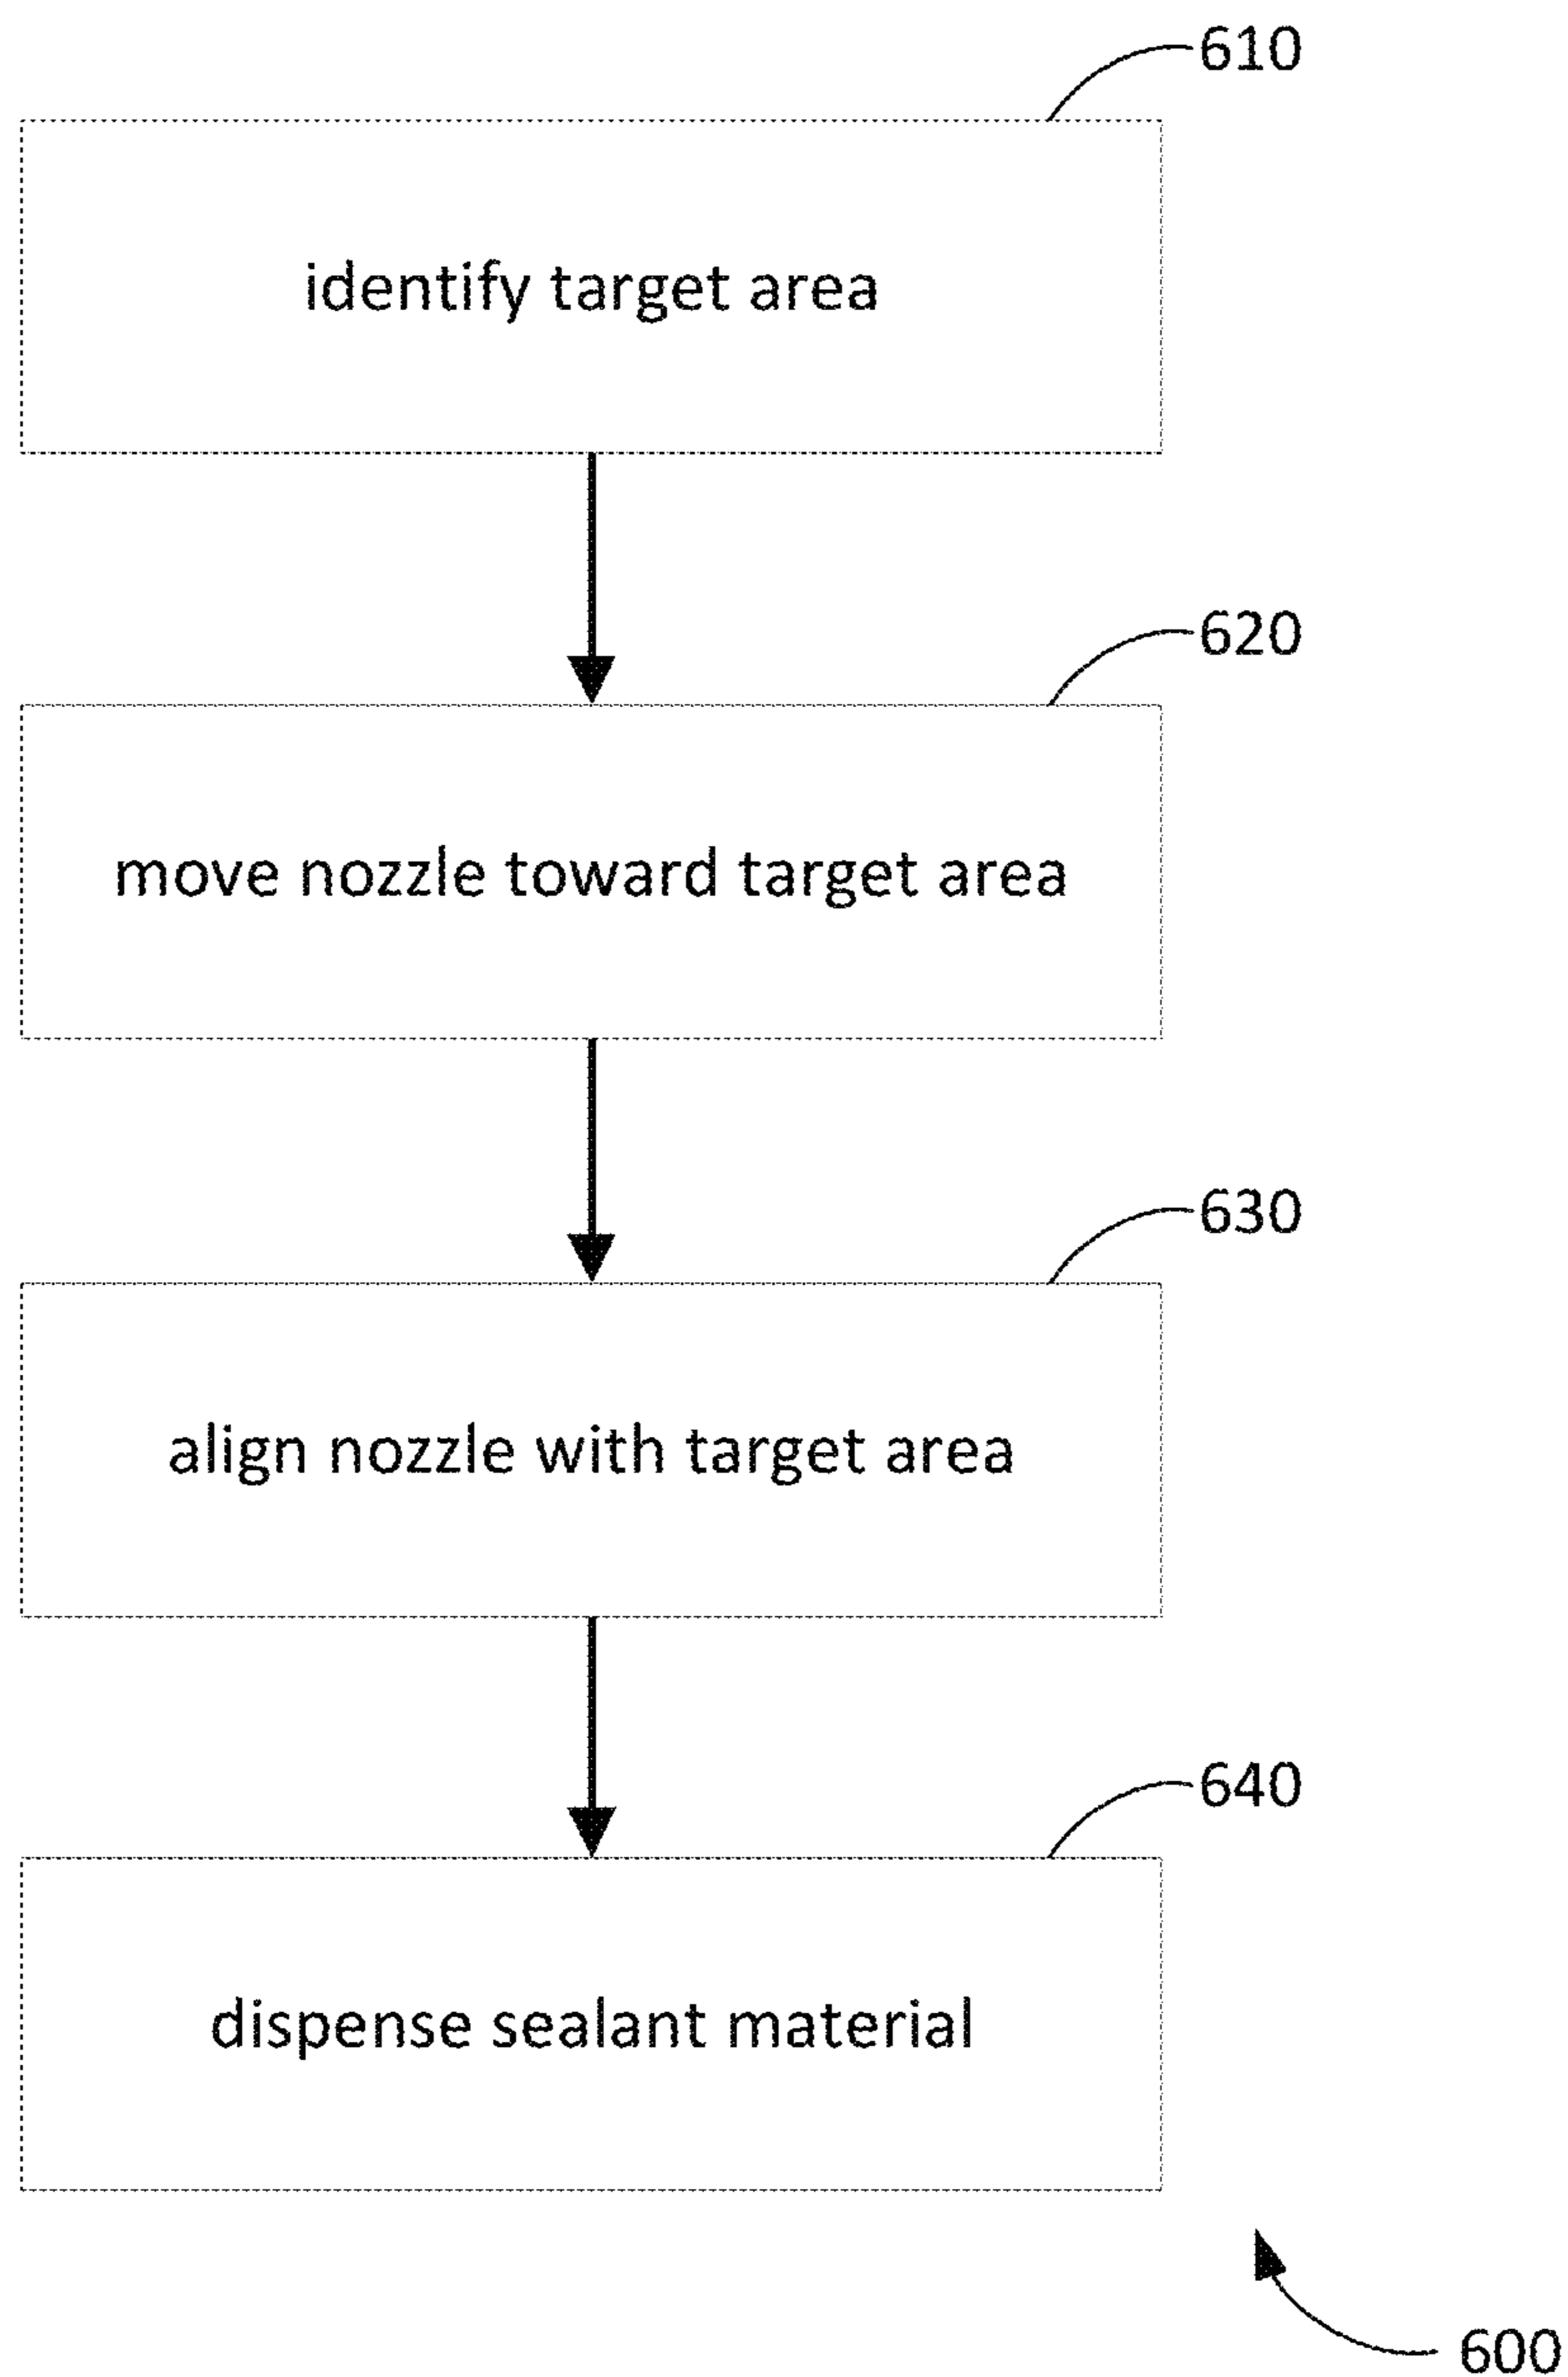 610
identify target area
620
move nozzle toward target area
630
align nozzle with target area
640
dispense sealant material
600